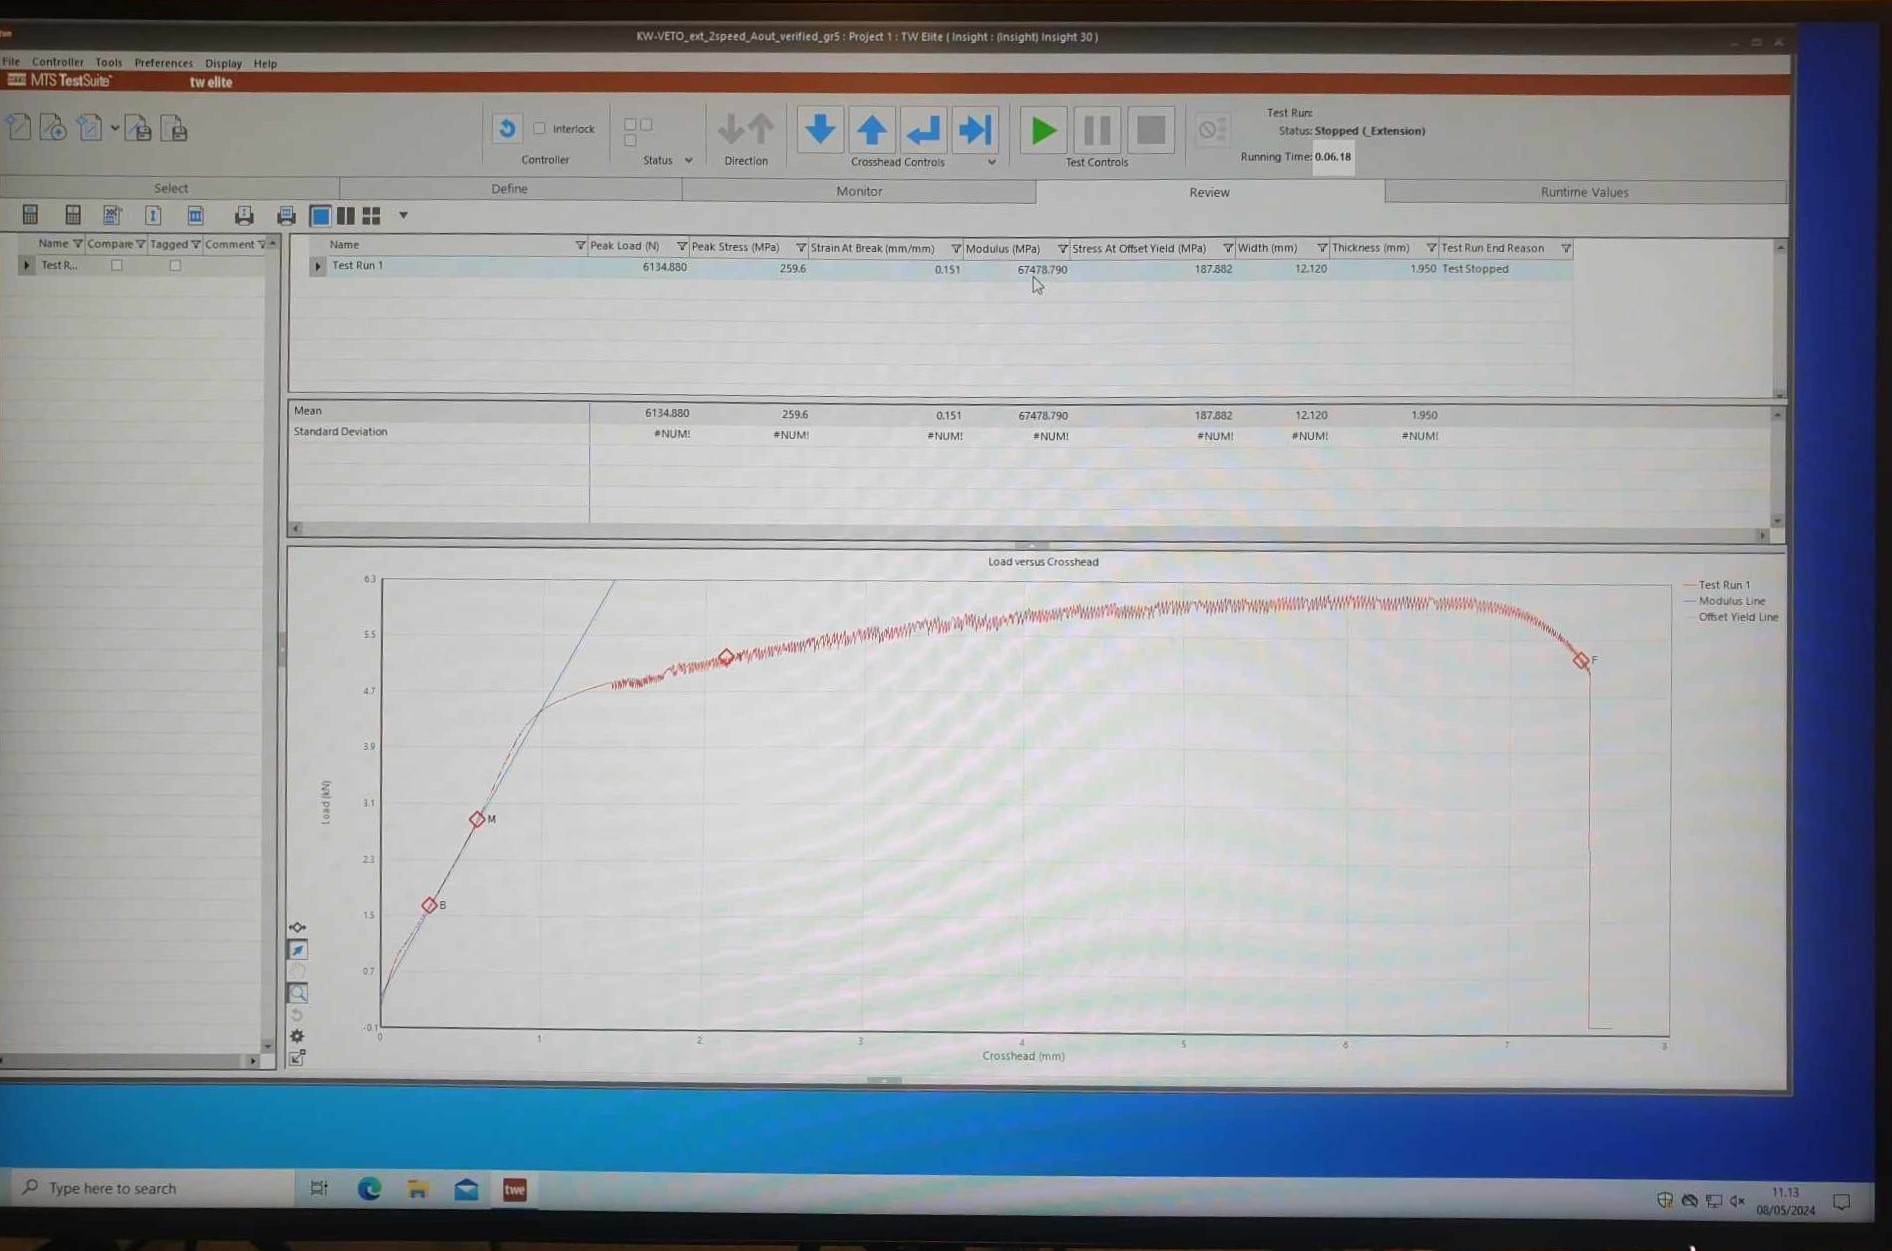 twe
KW-VETO_ext_2speed_Aout_verified_gr5 : Project 1 : TW Elite ( Insight : (Insight) Insight 30 )
File Controller Tools Preferences Display Help
MTS TestSuite™ tw elite
Interlock
Controller
Status
Direction
Crosshead Controls
Test Controls
Test Run:
Status: Stopped (_Extension)
Running Time: 0.06.18
Select Define Monitor Review Runtime Values
Name Compare Tagged Comment
Test R...
Name Peak Load (N) Peak Stress (MPa) Strain At Break (mm/mm) Modulus (MPa) Stress At Offset Yield (MPa) Width (mm) Thickness (mm) Test Run End Reason
Test Run 1 6134.880 259.6 0.151 67478.790 187.882 12.120 1.950 Test Stopped
Mean 6134.880 259.6 0.151 67478.790 187.882 12.120 1.950
Standard Deviation #NUM! #NUM! #NUM! #NUM! #NUM! #NUM! #NUM!
Load versus Crosshead
6.3
5.5
4.7
3.9
3.1
2.3
1.5
0.7
-0.1
Load (kN)
M
B
F
Test Run 1
Modulus Line
Offset Yield Line
0 1 2 3 4 5 6 7 8
Crosshead (mm)
Type here to search
twe
11.13
08/05/2024